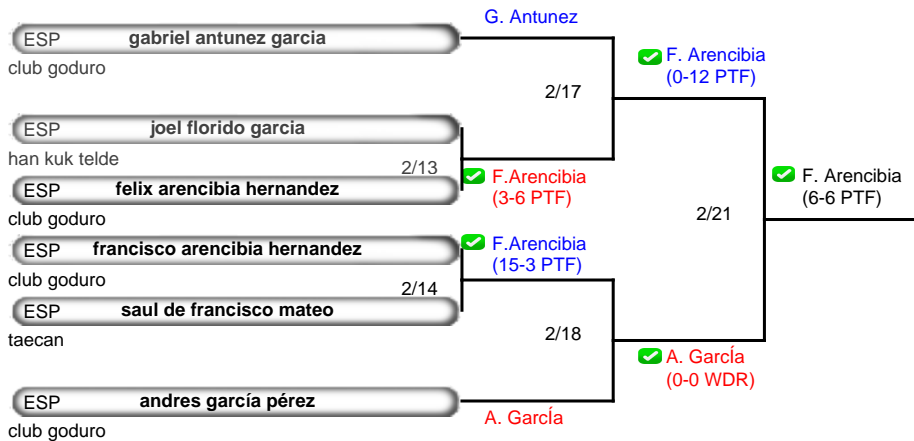 G. Antunez
ESP gabriel antunez garcia
club goduro
F. Arencibia
(0-12 PTF)
2/17
ESP joel florido garcia
han kuk telde
2/13
F.Arencibia
(3-6 PTF)
ESP felix arencibia hernandez
club goduro
F. Arencibia
(6-6 PTF)
2/21
ESP francisco arencibia hernandez
club goduro
F.Arencibia
(15-3 PTF)
2/14
ESP saul de francisco mateo
taecan
2/18
A. GarcÍa
(0-0 WDR)
ESP andres garcía pérez
club goduro
A. GarcÍa